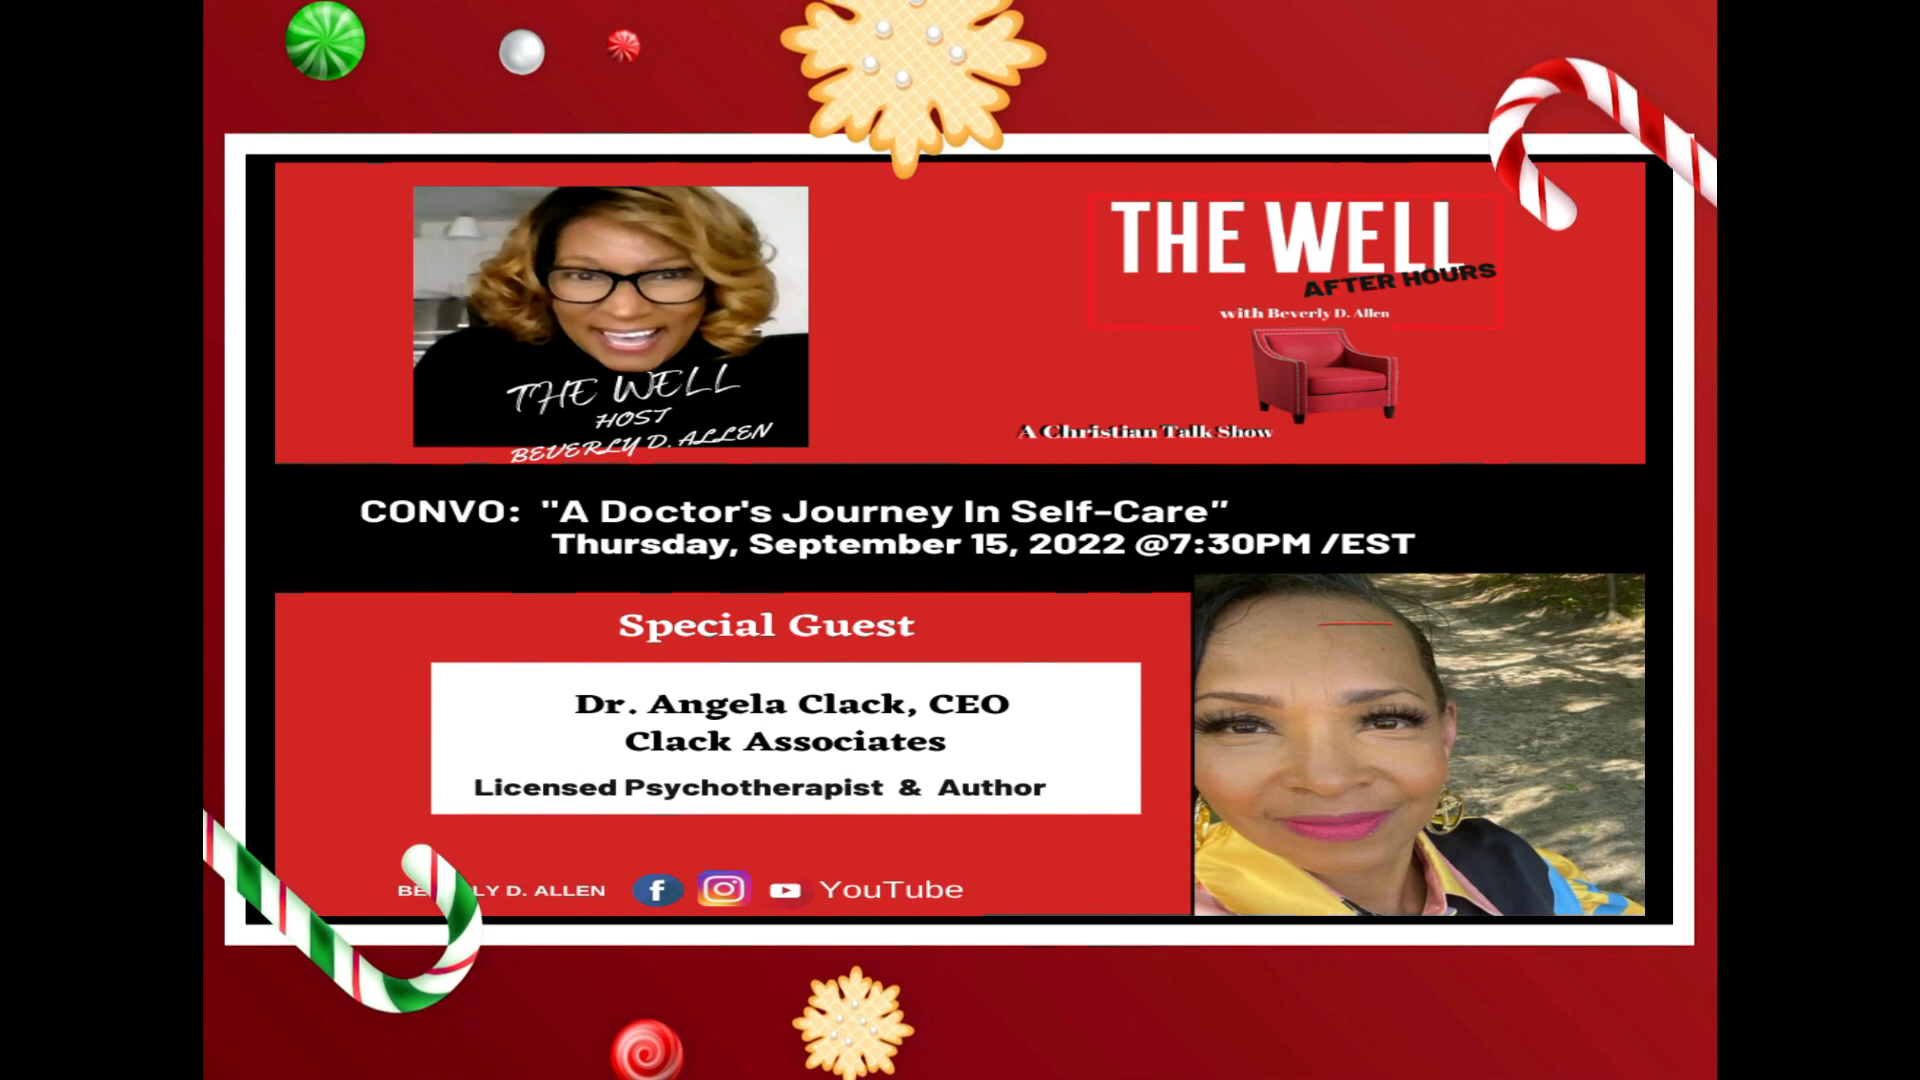 THE WELL
HOST
BEVERLY D. ALLEN
THE WELL
AFTER HOURS
with Beverly D. Allen
A Christian Talk Show
CONVO: "A Doctor's Journey In Self-Care"
Thursday, September 15, 2022 @7:30PM /EST
Special Guest
Dr. Angela Clack, CEO
Clack Associates
Licensed Psychotherapist & Author
D. ALLEN
YouTube